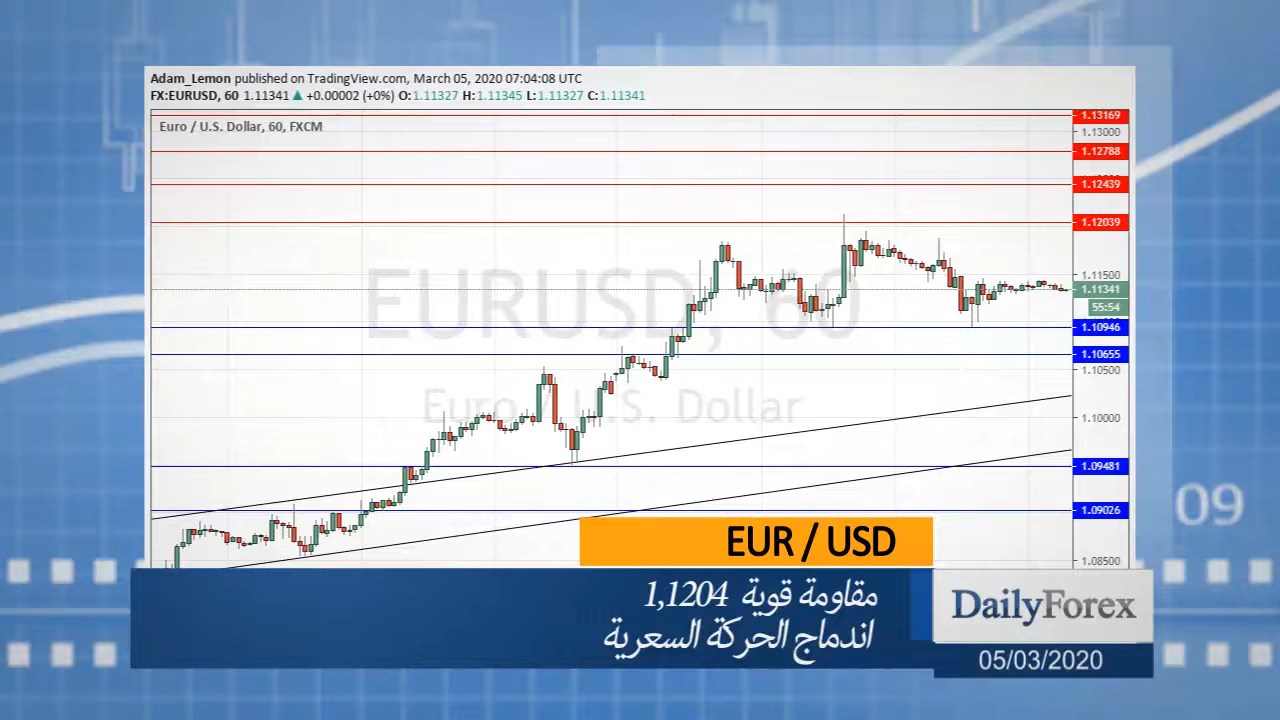 Adam_Lemon published on TradingView.com, March 05, 2020 07:04:08 UTC
FX:EURUSD, 60 1.11341 ▲ +0.00002 (+0%) O:1.11327 H:1.11345 L:1.11327 C:1.11341
Euro / U.S. Dollar, 60, FXCM
1.13169
1.13000
1.12788
1.12439
1.12039
1.11500
EURUSD, 60
1.11341
55:54
1.10946
1.10655
1.10500
Euro / U.S. Dollar
1.10000
1.09481
1.09026
09
EUR / USD
1.08500
مقاومة قوية 1,1204
اندماج الحركة السعرية
DailyForex
05/03/2020